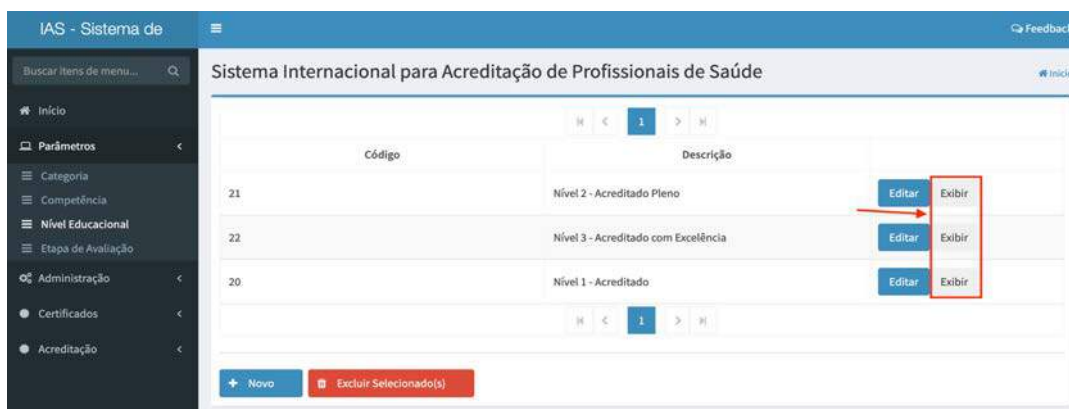 IAS - Sistema de
Feedback
Buscar itens de menu...
Sistema Internacional para Acreditação de Profissionais de Saúde
Início
Início
1
Parâmetros
Código Descrição
Categoria
21 Nível 2 - Acreditado Pleno Editar Exibir
Competência
Nível Educacional
22 Nível 3 - Acreditado com Excelência Editar Exibir
Etapa de Avaliação
Administração
20 Nível 1 - Acreditado Editar Exibir
Certificados
1
Acreditação
Novo Excluir Selecionado(s)